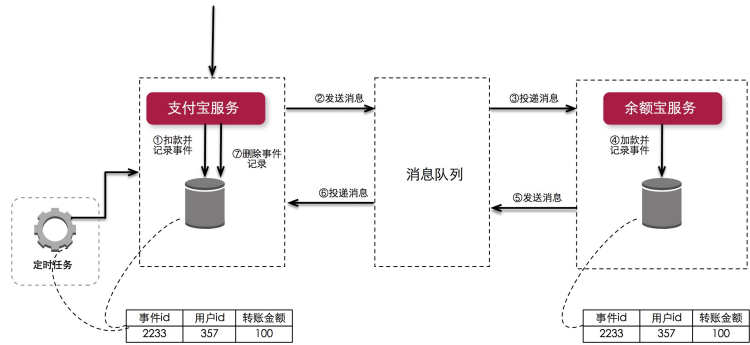 支付宝服务
②发送消息
③投递消息
余额宝服务
①扣款并
记录事件
⑦删除事件
记录
④加款并
记录事件
消息队列
⑥投递消息
⑤发送消息
定时任务
事件id 用户id 转账金额
2233 357 100
事件id 用户id 转账金额
2233 357 100